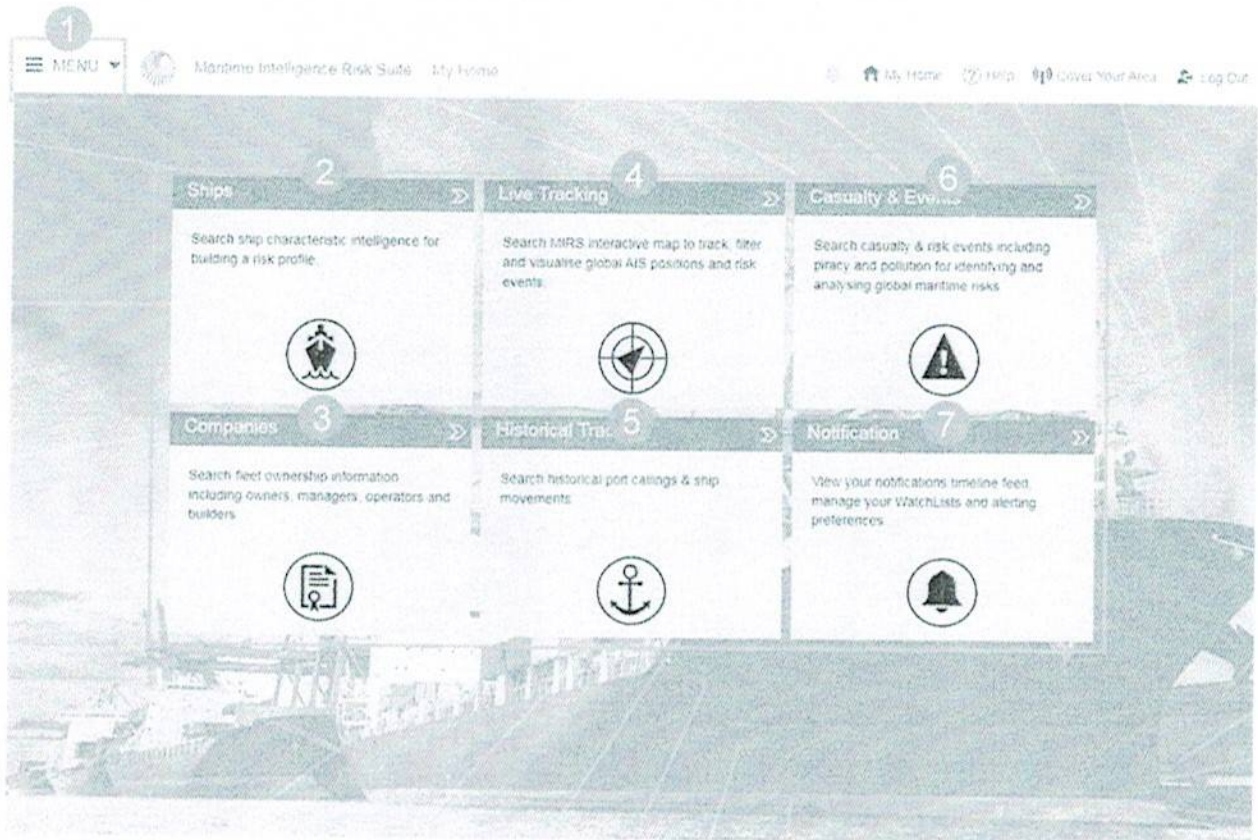 1
MENU
Maritime Intelligence Risk Suite My Home
My Home Help Cover Your Area Log Out
2
Ships
Search ship characteristic intelligence for
building a risk profile.
4
Live Tracking
Search MIRS interactive map to track, filter
and visualise global AIS positions and risk
events.
6
Casualty & Events
Search casualty & risk events including
piracy and pollution for identifying and
analysing global maritime risks
3
Companies
Search fleet ownership information
including owners, managers, operators and
builders
5
Historical Trac
Search historical port callings & ship
movements
7
Notification
View your notifications timeline feed,
manage your WatchLists and alerting
preferences